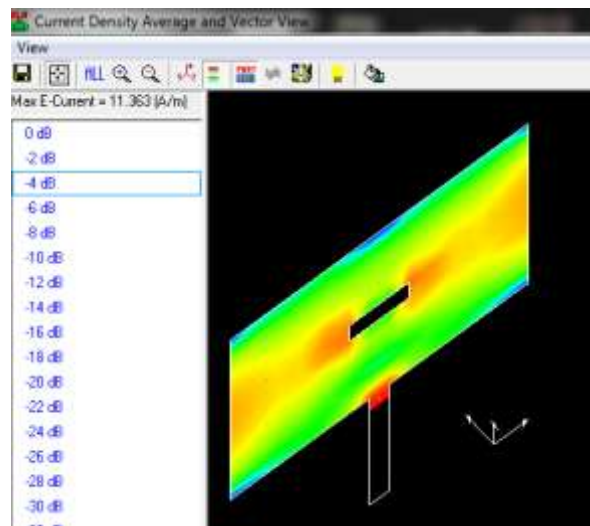 Current Density Average and Vector View
View
ALL
Max E-Current = 11.363 (A/m)
0 dB
-2 dB
-4 dB
-6 dB
-8 dB
-10 dB
-12 dB
-14 dB
-16 dB
-18 dB
-20 dB
-22 dB
-24 dB
-26 dB
-28 dB
-30 dB